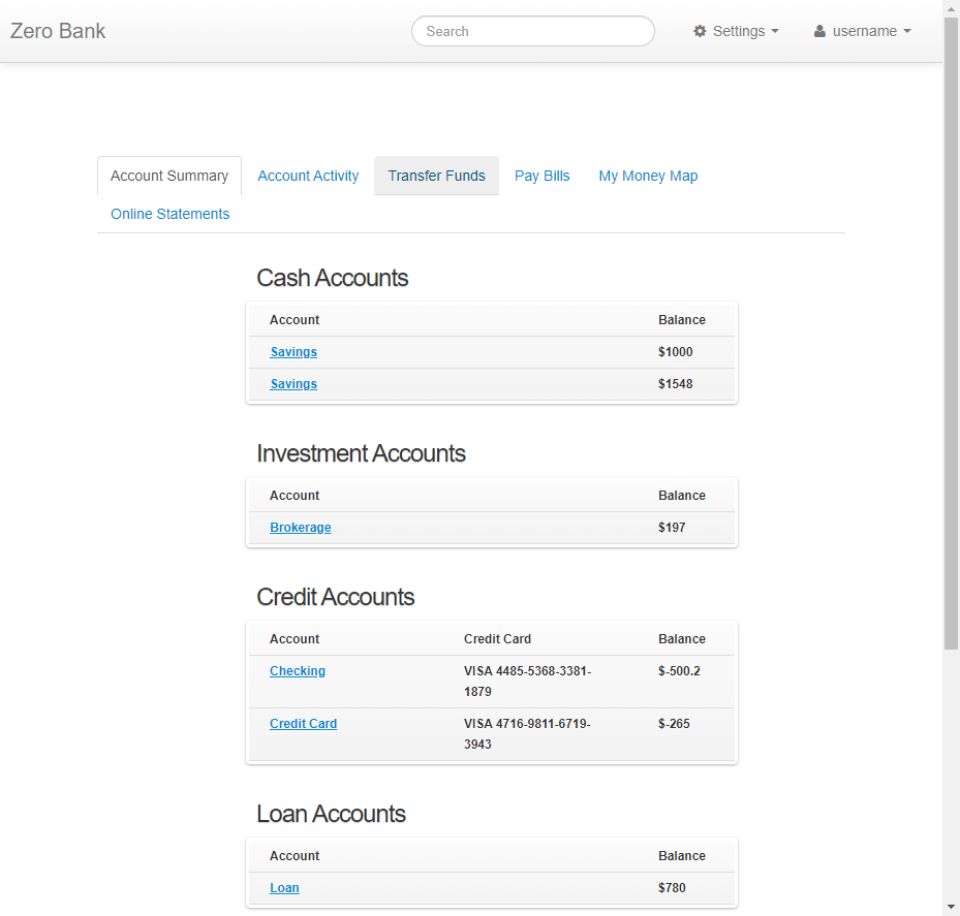 Zero Bank Search Settings username
Account Summary Account Activity Transfer Funds Pay Bills My Money Map
Online Statements
Cash Accounts
Account Balance
Savings $1000
Savings $1548
Investment Accounts
Account Balance
Brokerage $197
Credit Accounts
Account Credit Card Balance
Checking VISA 4485-5368-3381- $-500.2
1879
Credit Card VISA 4716-9811-6719- $-265
3943
Loan Accounts
Account Balance
Loan $780